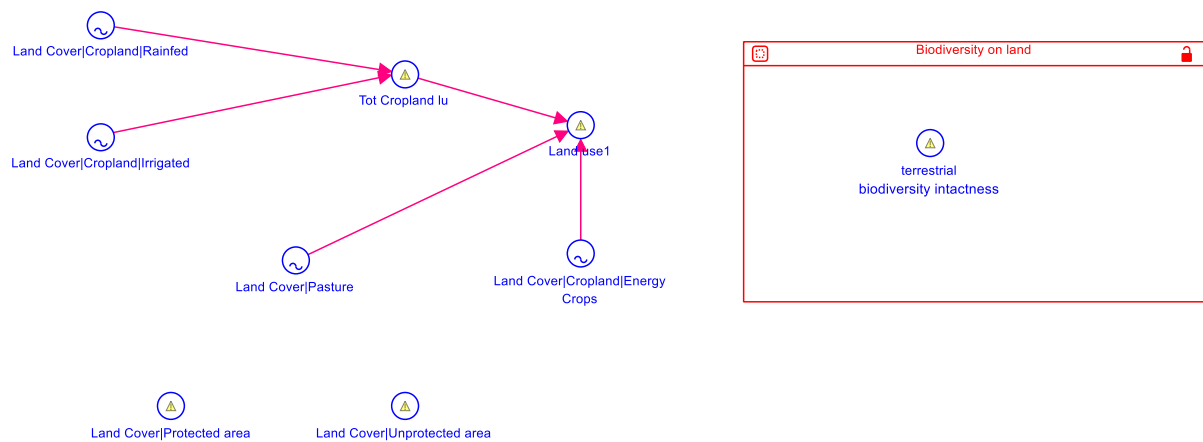 Land Cover|Cropland|Rainfed
Biodiversity on land
Tot Cropland lu
Land use1
Land Cover|Cropland|Irrigated
terrestrial
biodiversity intactness
Land Cover|Pasture
Land Cover|Cropland|Energy
Crops
Land Cover|Protected area
Land Cover|Unprotected area